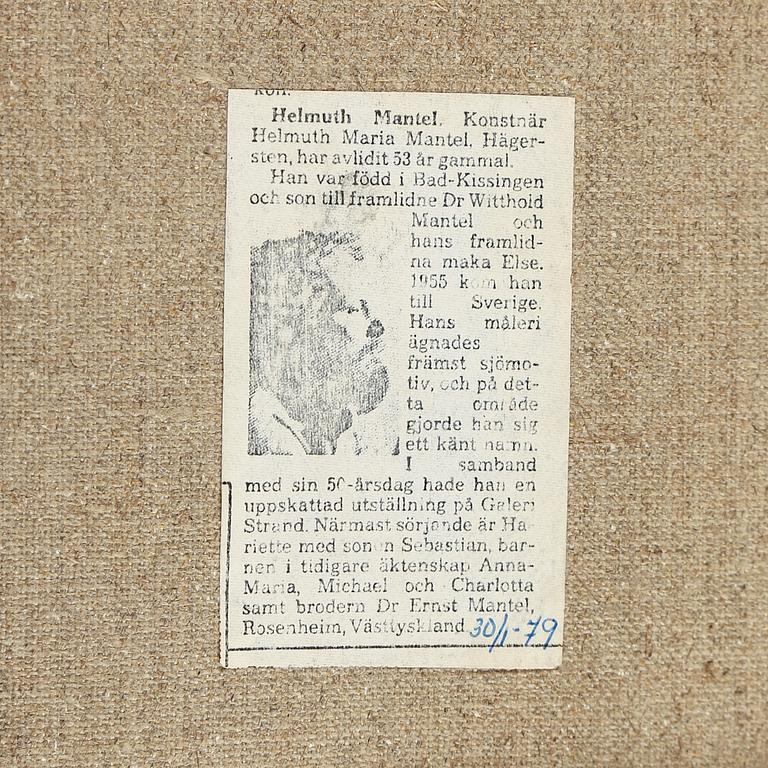 Helmuth Mantel. Konstnär
Helmuth Maria Mantel, Häger-
sten, har avlidit 53 år gammal.
Han var född i Bad-Kissingen
och son till framlidne Dr Witthold
Mantel och
hans framlid-
na maka Else.
1955 kom han
till Sverige.
Hans måleri
ägnades
främst sjömo-
tiv, och på det-
ta område
gjorde han sig
ett känt namn.
I samband
med sin 50-årsdag hade han en
uppskattad utställning på Galeri
Strand. Närmast sörjande är Ha
riette med sonen Sebastian, bar-
nen i tidigare äktenskap Anna-
Maria, Michael och Charlotta
samt brodern Dr Ernst Mantel,
Rosenheim, Västtyskland 30/1-79